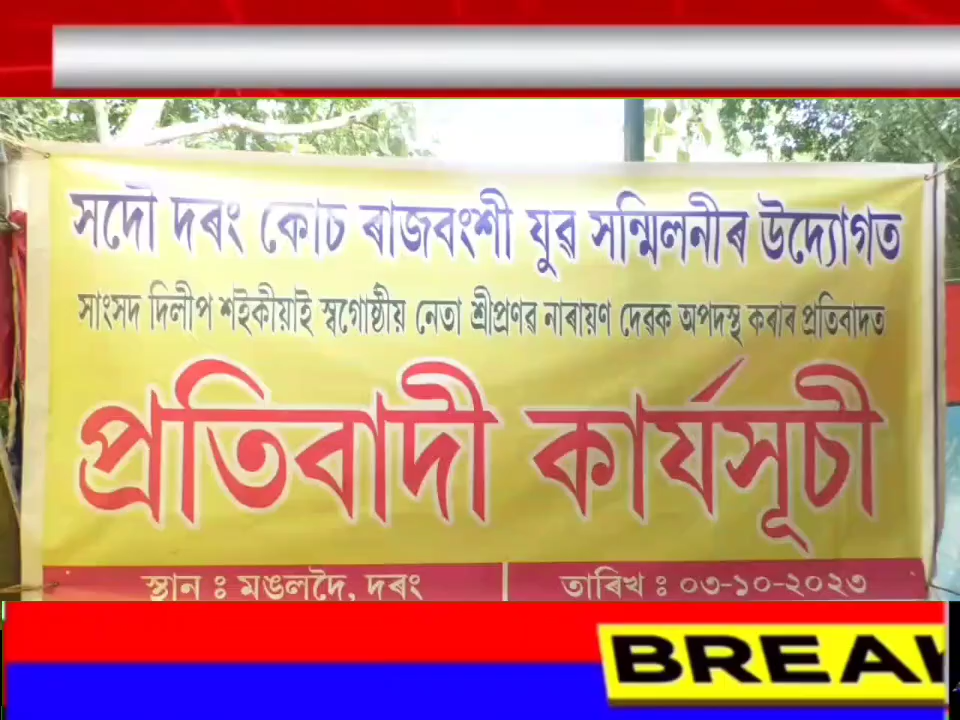 সদৌ দৰং কোচ ৰাজবংশী যুৱ সন্মিলনীৰ উদ্যোগত
সাংসদ দিলীপ শইকীয়াই স্বগোষ্ঠীয় নেতা শ্ৰীপ্ৰণৱ নাৰায়ণ দেৱক অপদস্থ কৰাৰ প্ৰতিবাদত
প্ৰতিবাদী কাৰ্যসূচী
স্থান ঃ মঙলদৈ, দৰং তাৰিখ ঃ ০৩-১০-২০২৩
BREAK